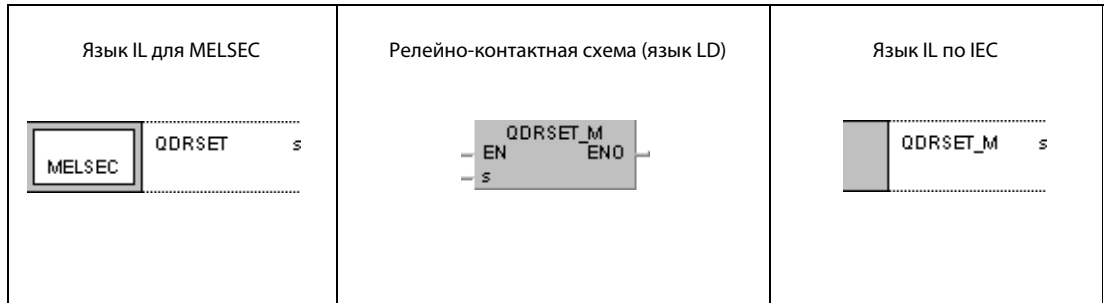 Язык IL для MELSEC
Релейно-контактная схема (язык LD)
Язык IL по IEC
MELSEC
QDRSET s
QDRSET_M
EN ENO
s
QDRSET_M s